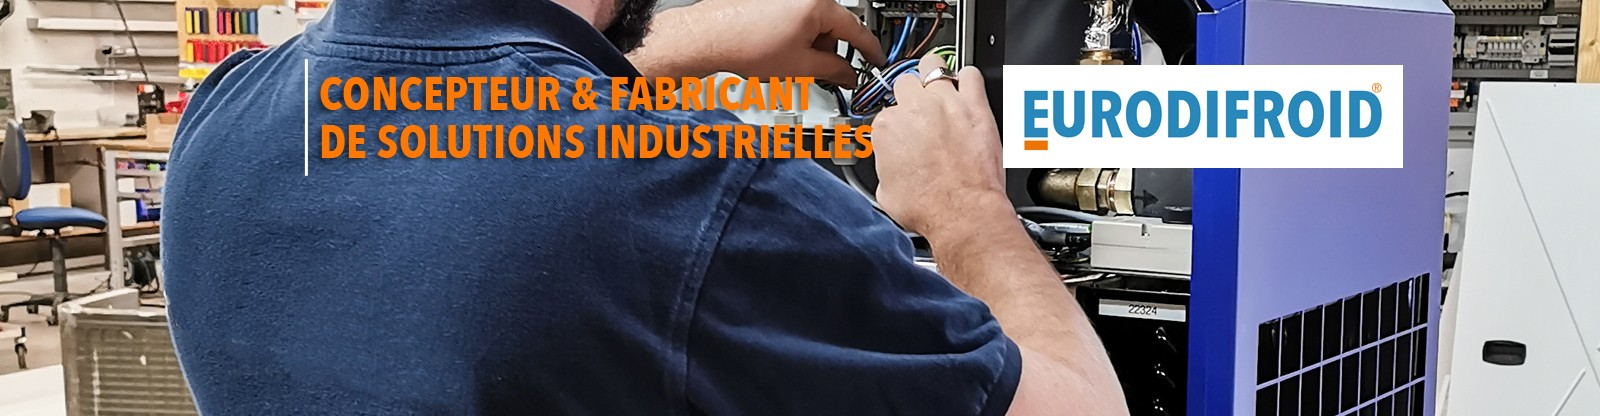 CONCEPTEUR & FABRICANT
DE SOLUTIONS INDUSTRIELLES
EURODIFROID®
22324